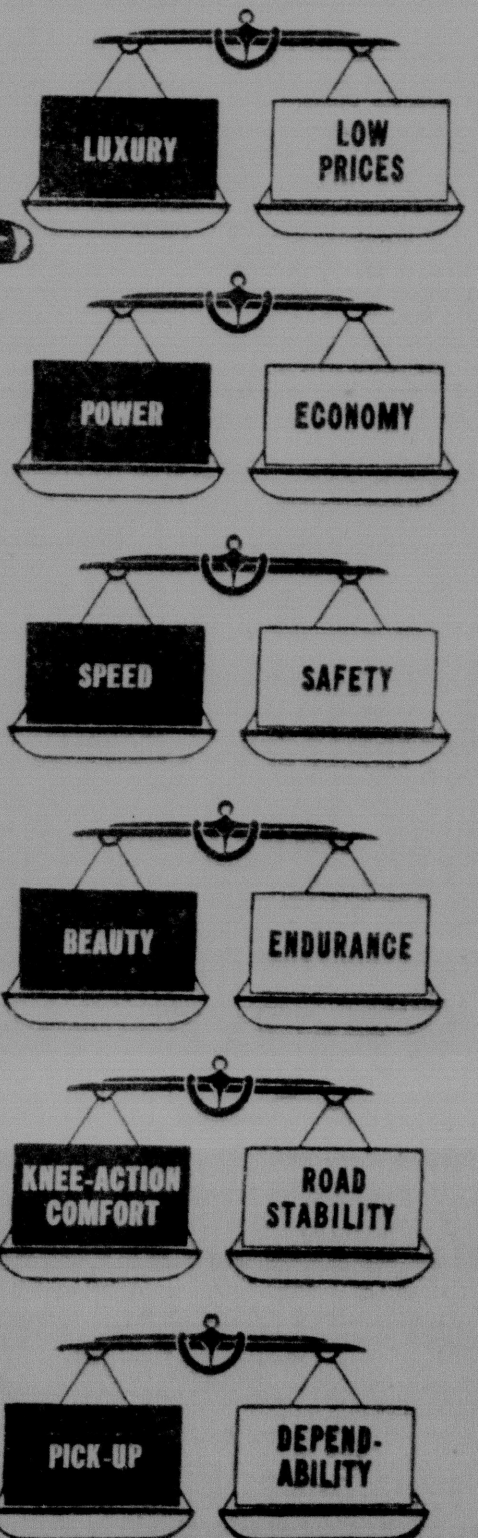 LUXURY
LOW
PRICES
POWER
ECONOMY
SPEED
SAFETY
BEAUTY
ENDURANCE
KNEE-ACTION
COMFORT
ROAD
STABILITY
PICK-UP
DEPEND-
ABILITY